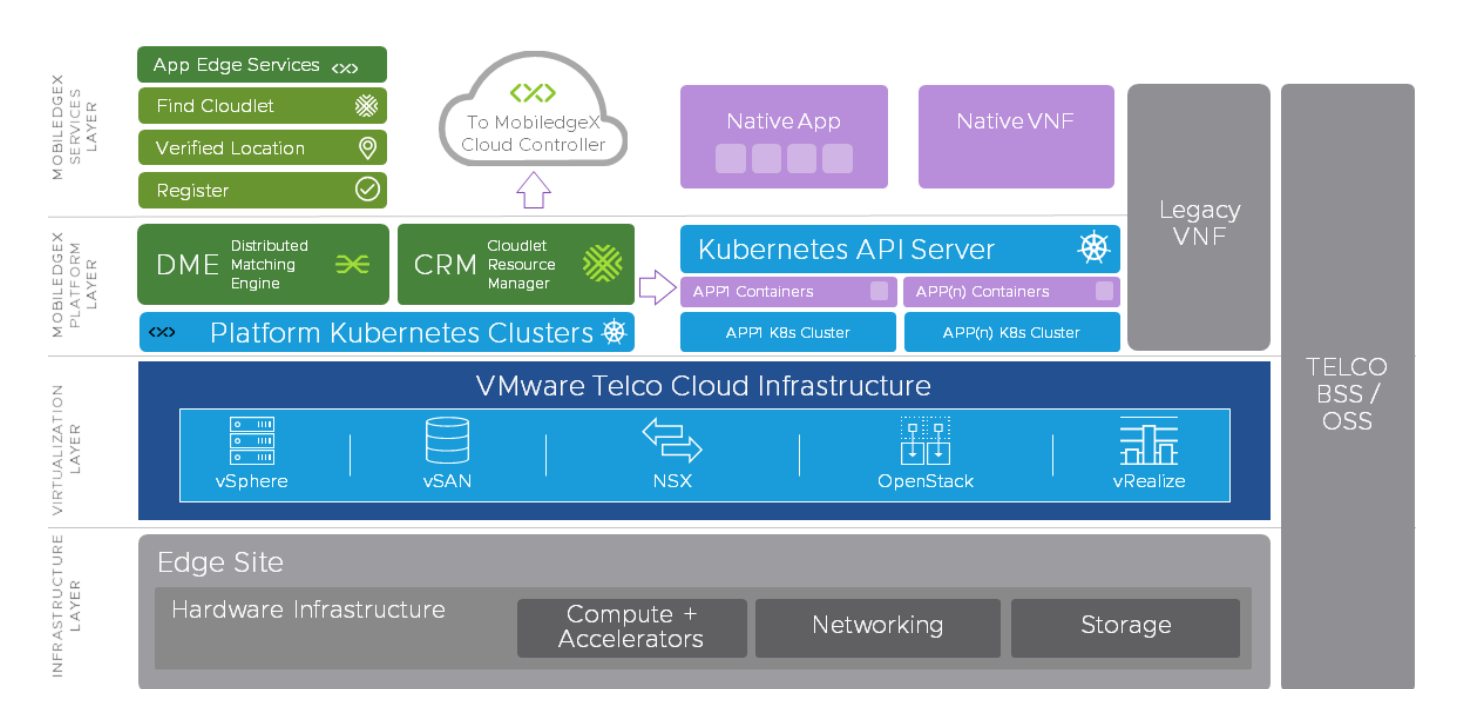 MOBILEDGEX
SERVICES
LAYER
App Edge Services
Find Cloudlet
Verified Location
Register
To MobiledgeX
Cloud Controller
Native App
Native VNF
Legacy
VNF
MOBILEDGEX
PLATFORM
LAYER
DME
Distributed
Matching
Engine
CRM
Cloudlet
Resource
Manager
Platform Kubernetes Clusters
Kubernetes API Server
APP1 Containers
APP(n) Containers
APP1 K8s Cluster
APP(n) K8s Cluster
TELCO
BSS /
OSS
VIRTUALIZATION
LAYER
VMware Telco Cloud Infrastructure
vSphere
vSAN
NSX
OpenStack
vRealize
INFRASTRUCTURE
LAYER
Edge Site
Hardware Infrastructure
Compute +
Accelerators
Networking
Storage